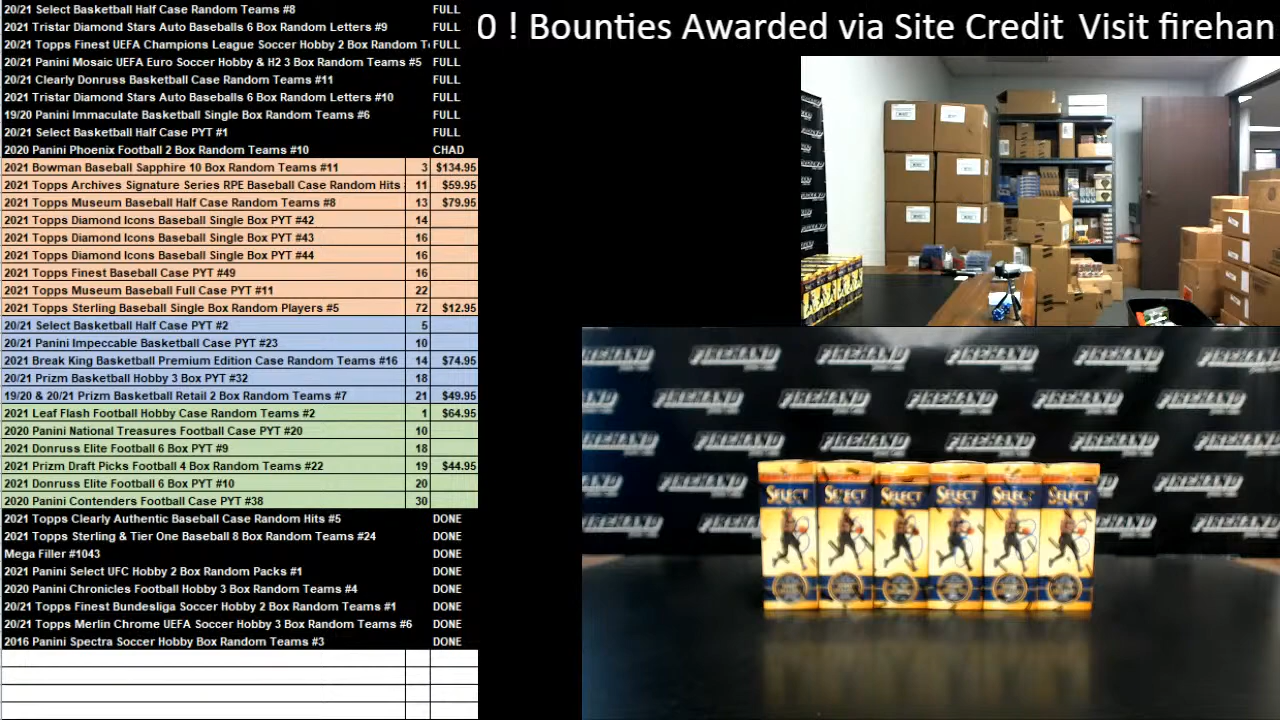 20/21 Select Basketball Half Case Random Teams #8 FULL
2021 Tristar Diamond Stars Auto Baseballs 6 Box Random Letters #9 FULL
20/21 Topps Finest UEFA Champions League Soccer Hobby 2 Box Random T FULL
20/21 Panini Mosaic UEFA Euro Soccer Hobby & H2 3 Box Random Teams #5 FULL
20/21 Clearly Donruss Basketball Case Random Teams #11 FULL
2021 Tristar Diamond Stars Auto Baseballs 6 Box Random Letters #10 FULL
19/20 Panini Immaculate Basketball Single Box Random Teams #6 FULL
20/21 Select Basketball Half Case PYT #1 FULL
2020 Panini Phoenix Football 2 Box Random Teams #10 CHAD
2021 Bowman Baseball Sapphire 10 Box Random Teams #11 3 $134.95
2021 Topps Archives Signature Series RPE Baseball Case Random Hits 11 $59.95
2021 Topps Museum Baseball Half Case Random Teams #8 13 $79.95
2021 Topps Diamond Icons Baseball Single Box PYT #42 14
2021 Topps Diamond Icons Baseball Single Box PYT #43 16
2021 Topps Diamond Icons Baseball Single Box PYT #44 16
2021 Topps Finest Baseball Case PYT #49 16
2021 Topps Museum Baseball Full Case PYT #11 22
2021 Topps Sterling Baseball Single Box Random Players #5 72 $12.95
20/21 Select Basketball Half Case PYT #2 5
20/21 Panini Impeccable Basketball Case PYT #23 10
2021 Break King Basketball Premium Edition Case Random Teams #16 14 $74.95
20/21 Prizm Basketball Hobby 3 Box PYT #32 18
19/20 & 20/21 Prizm Basketball Retail 2 Box Random Teams #7 21 $49.95
2021 Leaf Flash Football Hobby Case Random Teams #2 1 $64.95
2020 Panini National Treasures Football Case PYT #20 10
2021 Donruss Elite Football 6 Box PYT #9 18
2021 Prizm Draft Picks Football 4 Box Random Teams #22 19 $44.95
2021 Donruss Elite Football 6 Box PYT #10 20
2020 Panini Contenders Football Case PYT #38 30
2021 Topps Clearly Authentic Baseball Case Random Hits #5 DONE
2021 Topps Sterling & Tier One Baseball 8 Box Random Teams #24 DONE
Mega Filler #1043 DONE
2021 Panini Select UFC Hobby 2 Box Random Packs #1 DONE
2020 Panini Chronicles Football Hobby 3 Box Random Teams #4 DONE
20/21 Topps Finest Bundesliga Soccer Hobby 2 Box Random Teams #1 DONE
20/21 Topps Merlin Chrome UEFA Soccer Hobby 3 Box Random Teams #6 DONE
2016 Panini Spectra Soccer Hobby Box Random Teams #3 DONE
0 ! Bounties Awarded via Site Credit Visit firehan
FIREHAND FIREHAND FIREHAND FIREHAND FIREHAND FIREHAND
SELECT SELECT SELECT SELECT SELECT SELECT